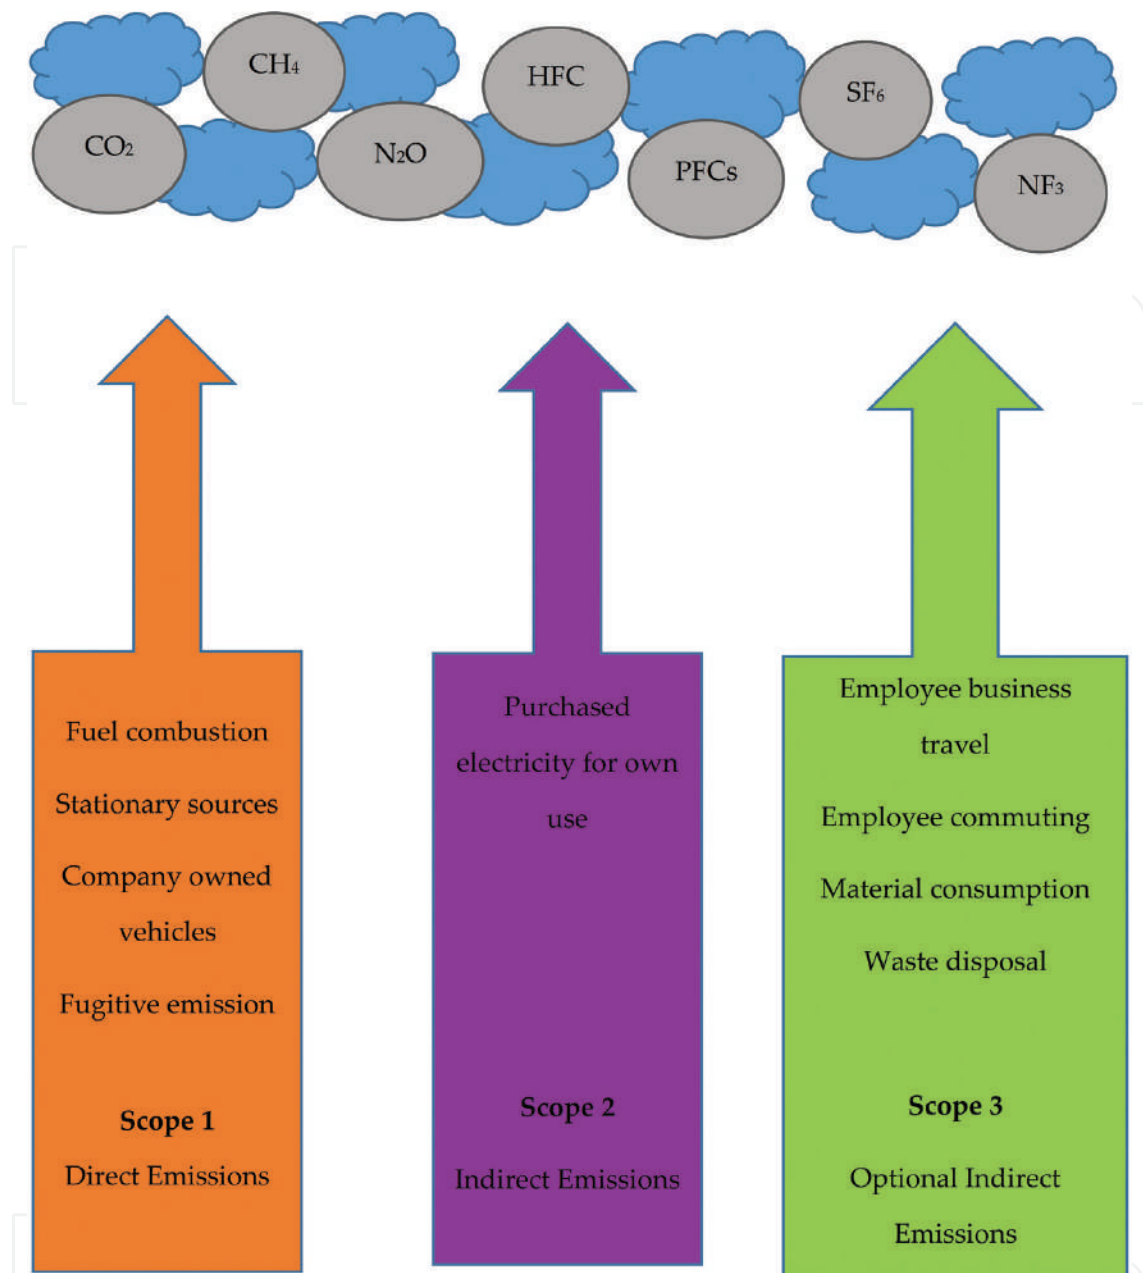 CH₄
HFC
SF₆
CO₂
N₂O
PFCs
NF₃
Fuel combustion
Stationary sources
Company owned
vehicles
Fugitive emission
Scope 1
Direct Emissions
Purchased
electricity for own
use
Scope 2
Indirect Emissions
Employee business
travel
Employee commuting
Material consumption
Waste disposal
Scope 3
Optional Indirect
Emissions